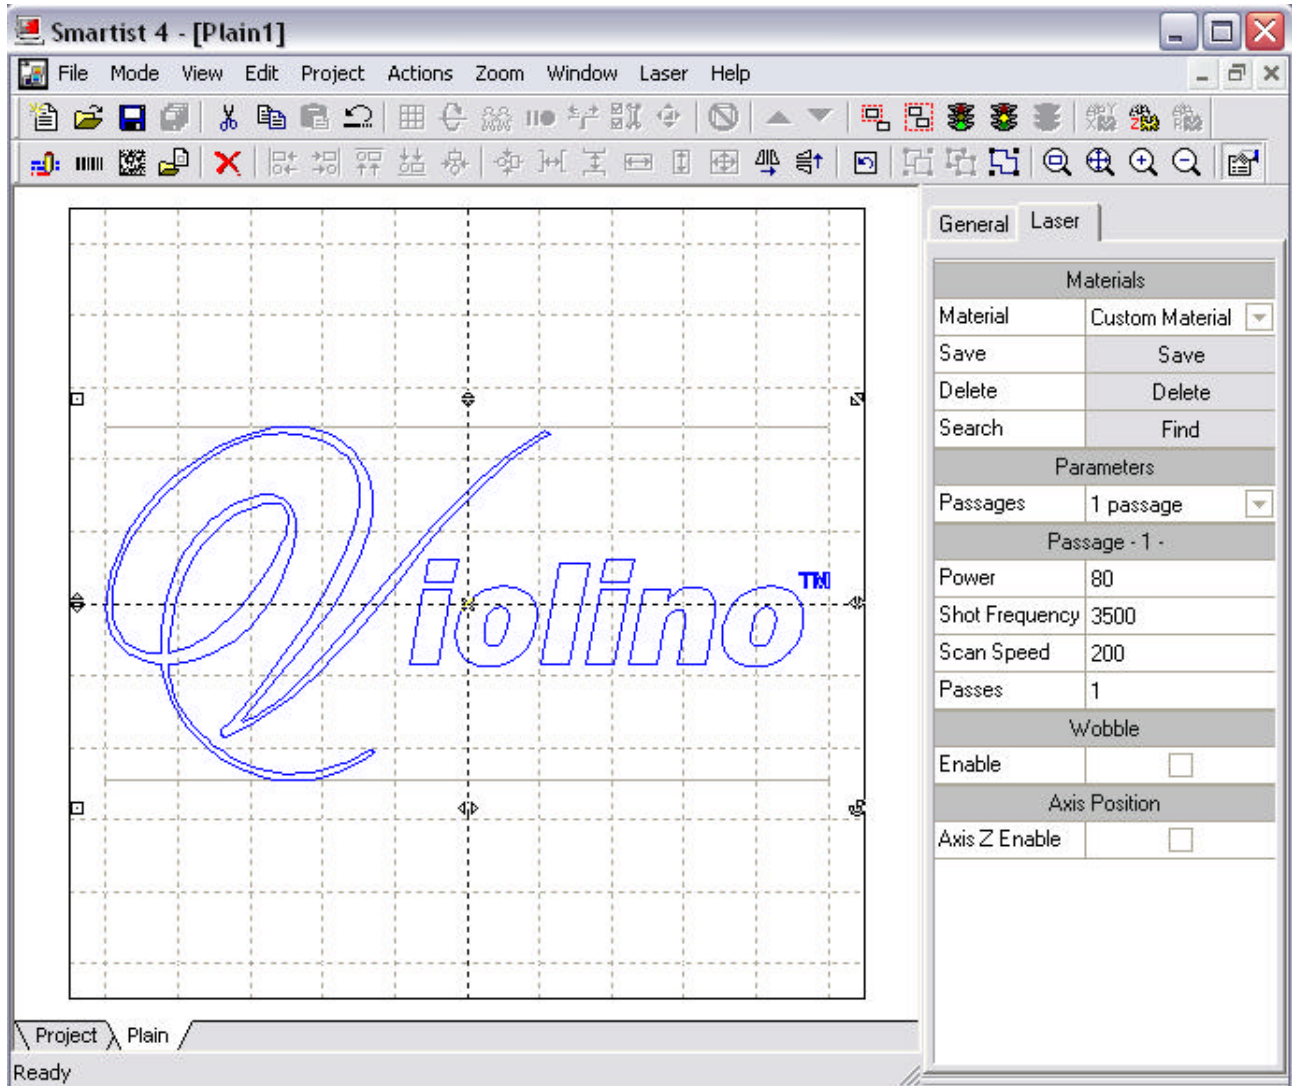 Smartist 4 - [Plain1]
File Mode View Edit Project Actions Zoom Window Laser Help
General Laser
Materials
Material Custom Material
Save Save
Delete Delete
Search Find
Parameters
Passages 1 passage
Passage - 1 -
Power 80
Shot Frequency 3500
Scan Speed 200
Passes 1
Wobble
Enable
Axis Position
Axis Z Enable
Violino™
Project Plain
Ready